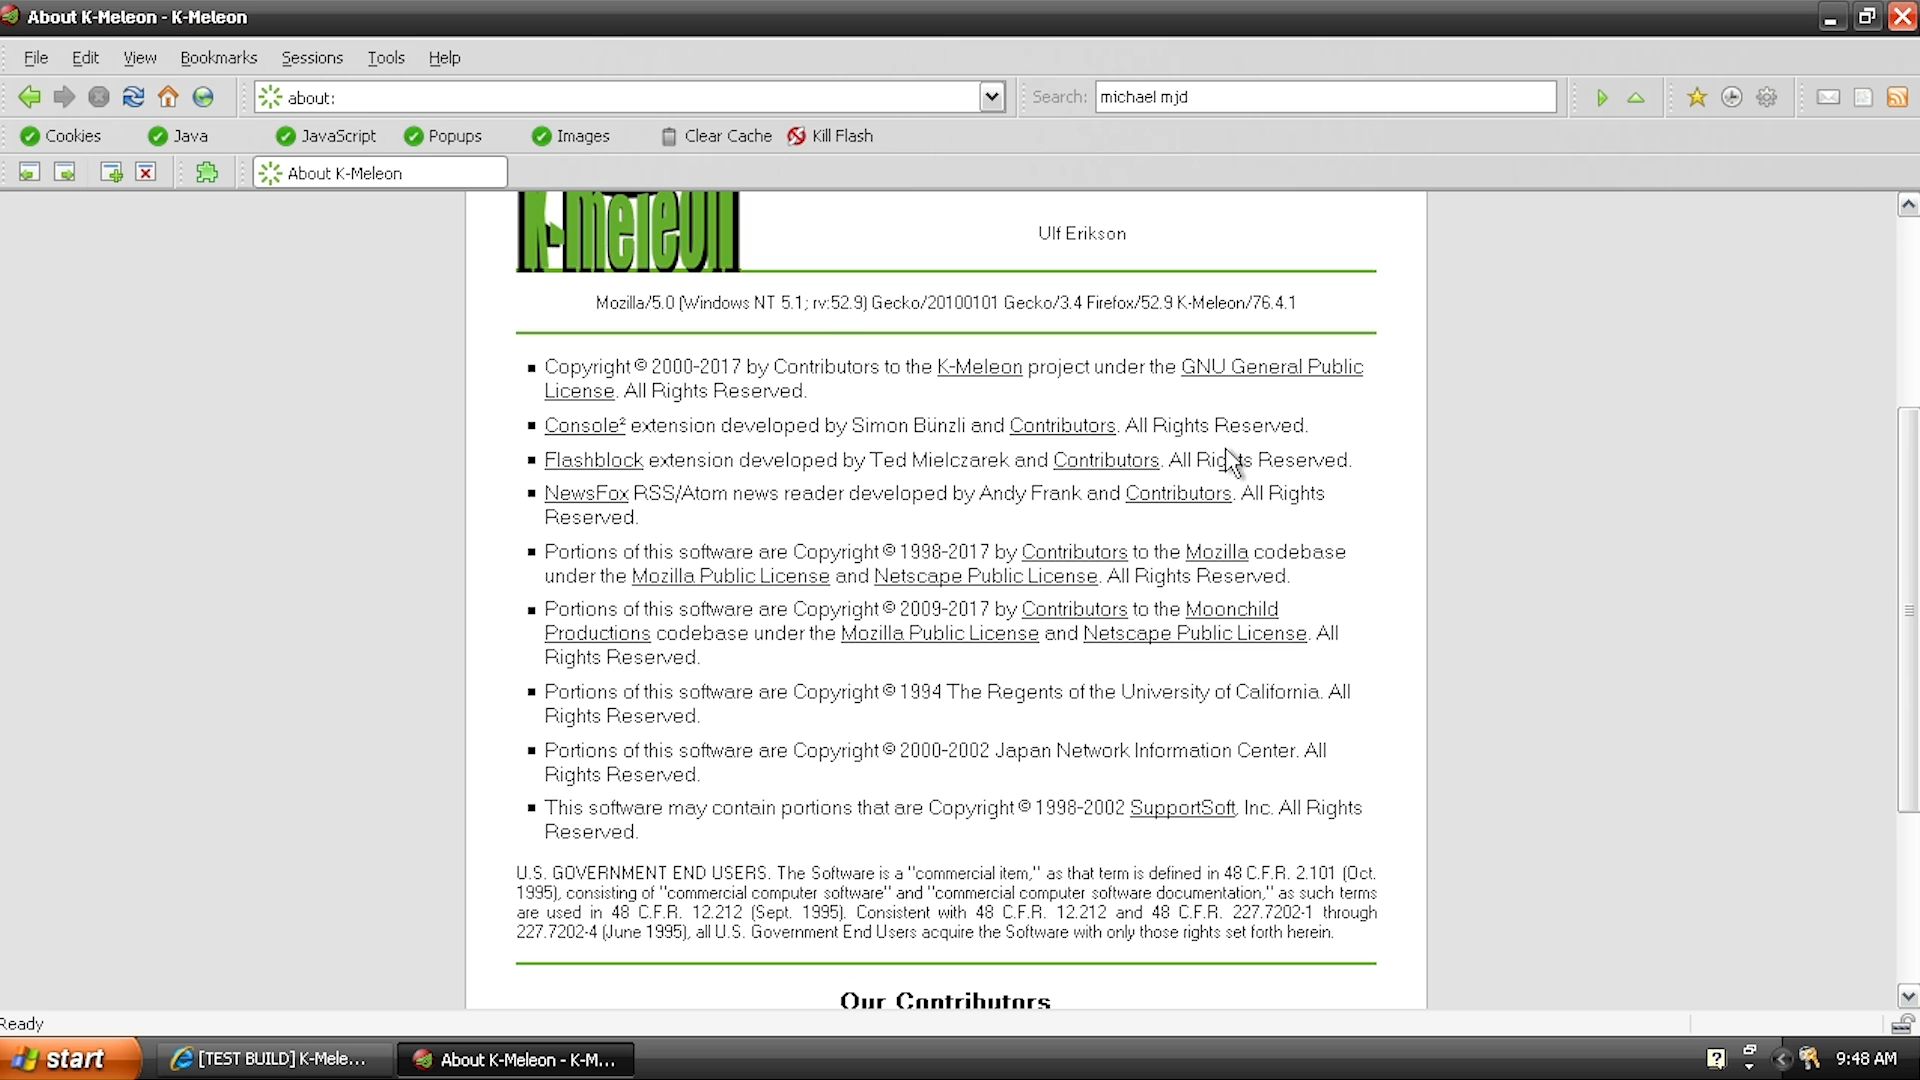 About K-Meleon - K-Meleon
File Edit View Bookmarks Sessions Tools Help
about: Search: michael mjd
Cookies Java JavaScript Popups Images Clear Cache Kill Flash
About K-Meleon
K-meleon
Ulf Erikson
Mozilla/5.0 (Windows NT 5.1; rv:52.9) Gecko/20100101 Gecko/3.4 Firefox/52.9 K-Meleon/76.4.1
Copyright © 2000-2017 by Contributors to the K-Meleon project under the GNU General Public
License. All Rights Reserved.
Console² extension developed by Simon Bünzli and Contributors. All Rights Reserved.
Flashblock extension developed by Ted Mielczarek and Contributors. All Rights Reserved.
NewsFox RSS/Atom news reader developed by Andy Frank and Contributors. All Rights
Reserved.
Portions of this software are Copyright © 1998-2017 by Contributors to the Mozilla codebase
under the Mozilla Public License and Netscape Public License. All Rights Reserved.
Portions of this software are Copyright © 2009-2017 by Contributors to the Moonchild
Productions codebase under the Mozilla Public License and Netscape Public License. All
Rights Reserved.
Portions of this software are Copyright © 1994 The Regents of the University of California. All
Rights Reserved.
Portions of this software are Copyright © 2000-2002 Japan Network Information Center. All
Rights Reserved.
This software may contain portions that are Copyright © 1998-2002 SupportSoft, Inc. All Rights
Reserved.
U.S. GOVERNMENT END USERS. The Software is a "commercial item," as that term is defined in 48 C.F.R. 2.101 (Oct.
1995), consisting of "commercial computer software" and "commercial computer software documentation," as such terms
are used in 48 C.F.R. 12.212 (Sept. 1995). Consistent with 48 C.F.R. 12.212 and 48 C.F.R. 227.7202-1 through
227.7202-4 (June 1995), all U.S. Government End Users acquire the Software with only those rights set forth herein.
Our Contributors
Ready
start [TEST BUILD] K-Mele... About K-Meleon - K-M... 9:48 AM